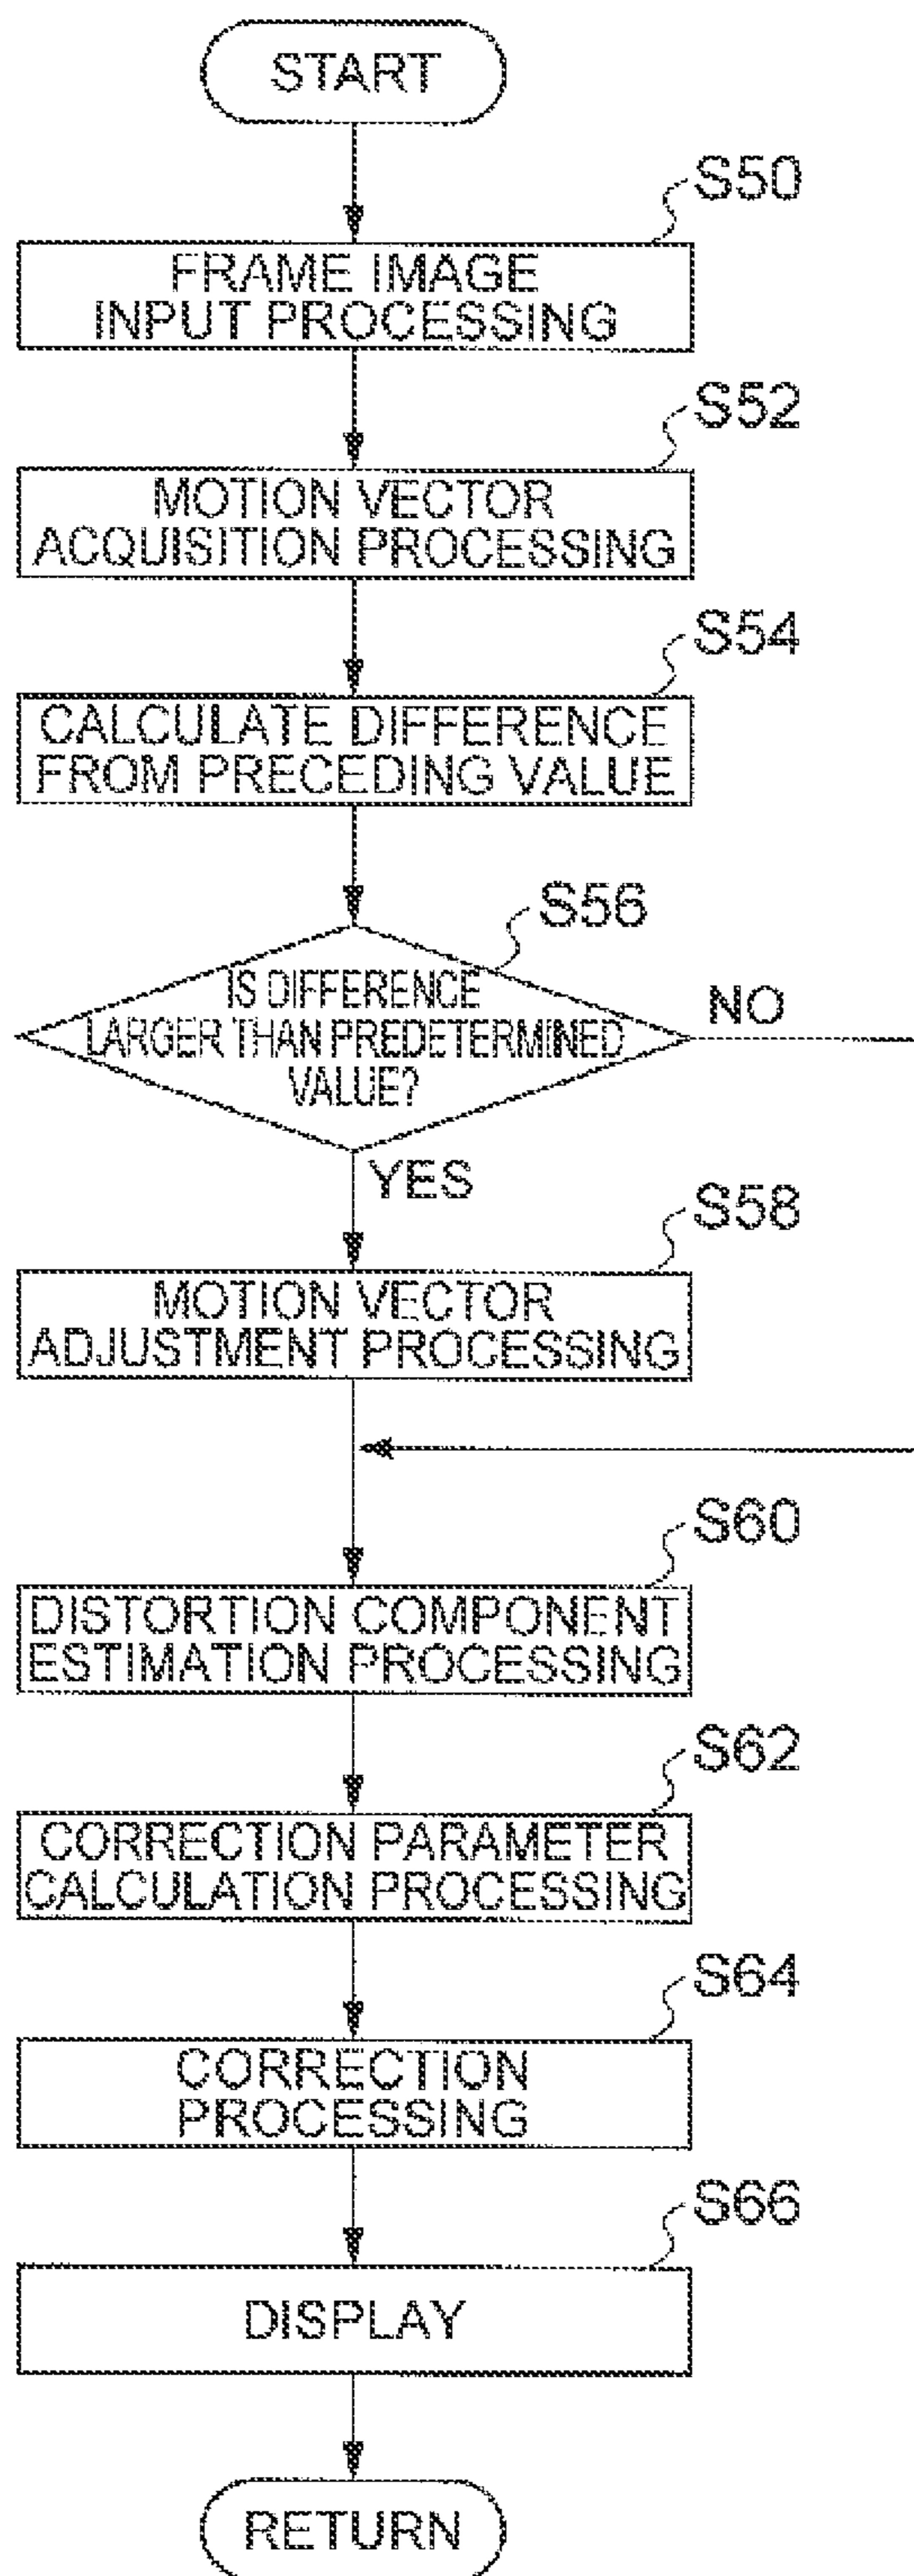 START
S50
FRAME IMAGE
INPUT PROCESSING
S52
MOTION VECTOR
ACQUISITION PROCESSING
S54
CALCULATE DIFFERENCE
FROM PRECEDING VALUE
S56
IS DIFFERENCE
LARGER THAN PREDETERMINED
VALUE?
NO
YES
S58
MOTION VECTOR
ADJUSTMENT PROCESSING
S60
DISTORTION COMPONENT
ESTIMATION PROCESSING
S62
CORRECTION PARAMETER
CALCULATION PROCESSING
S64
CORRECTION
PROCESSING
S66
DISPLAY
RETURN